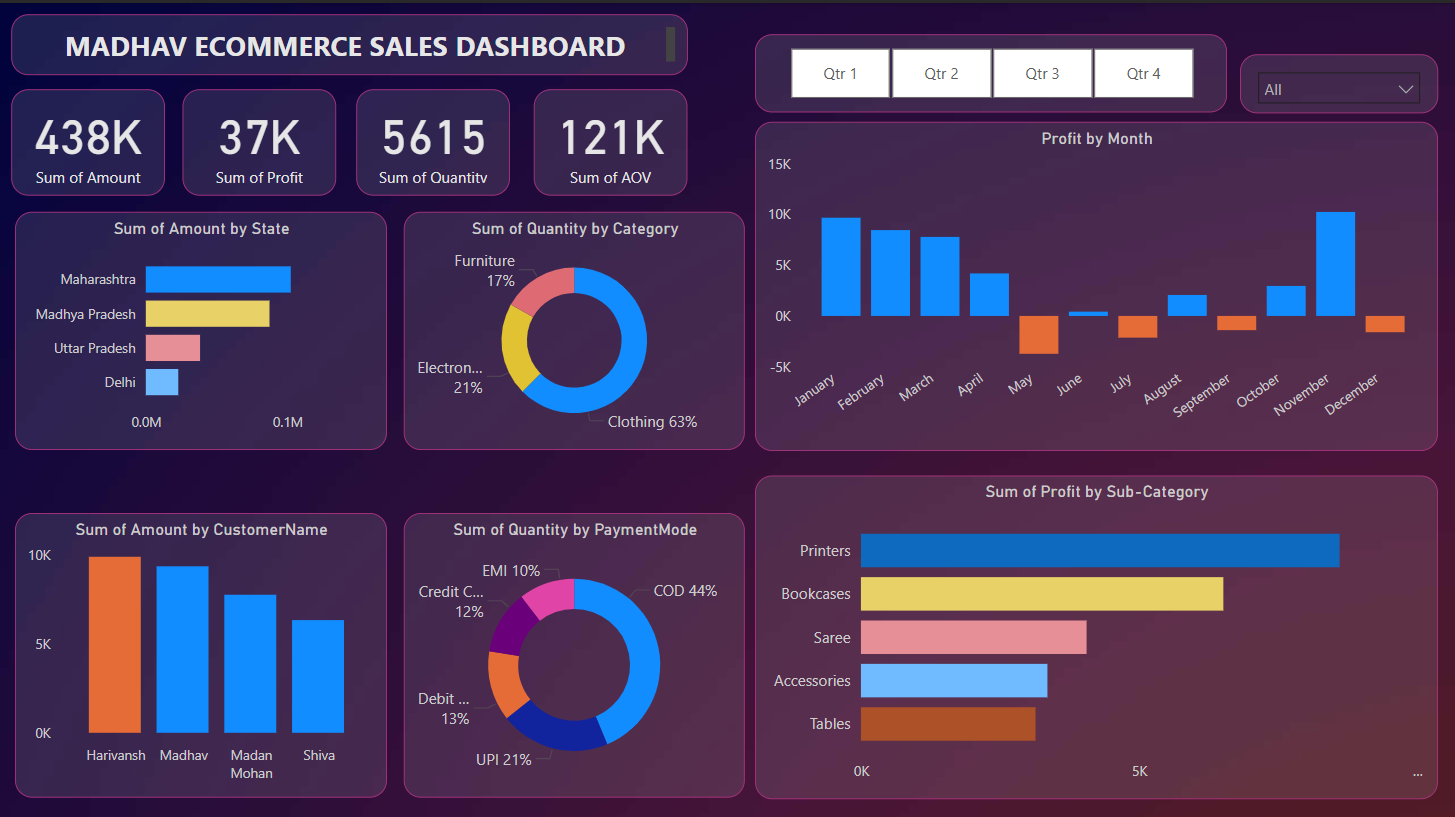 MADHAV ECOMMERCE SALES DASHBOARD
Qtr 1
Qtr 2
Qtr 3
Qtr 4
All
438K
Sum of Amount
37K
Sum of Profit
5615
Sum of Quantity
121K
Sum of AOV
Profit by Month
15K
10K
5K
0K
-5K
January
February
March
April
May
June
July
August
September
October
November
December
Sum of Amount by State
Maharashtra
Madhya Pradesh
Uttar Pradesh
Delhi
0.0M
0.1M
Sum of Quantity by Category
Furniture
17%
Electron...
21%
Clothing 63%
Sum of Amount by CustomerName
10K
5K
0K
Harivansh
Madhav
Madan
Mohan
Shiva
Sum of Quantity by PaymentMode
EMI 10%
Credit C...
12%
COD 44%
Debit ...
13%
UPI 21%
Sum of Profit by Sub-Category
Printers
Bookcases
Saree
Accessories
Tables
0K
5K
...